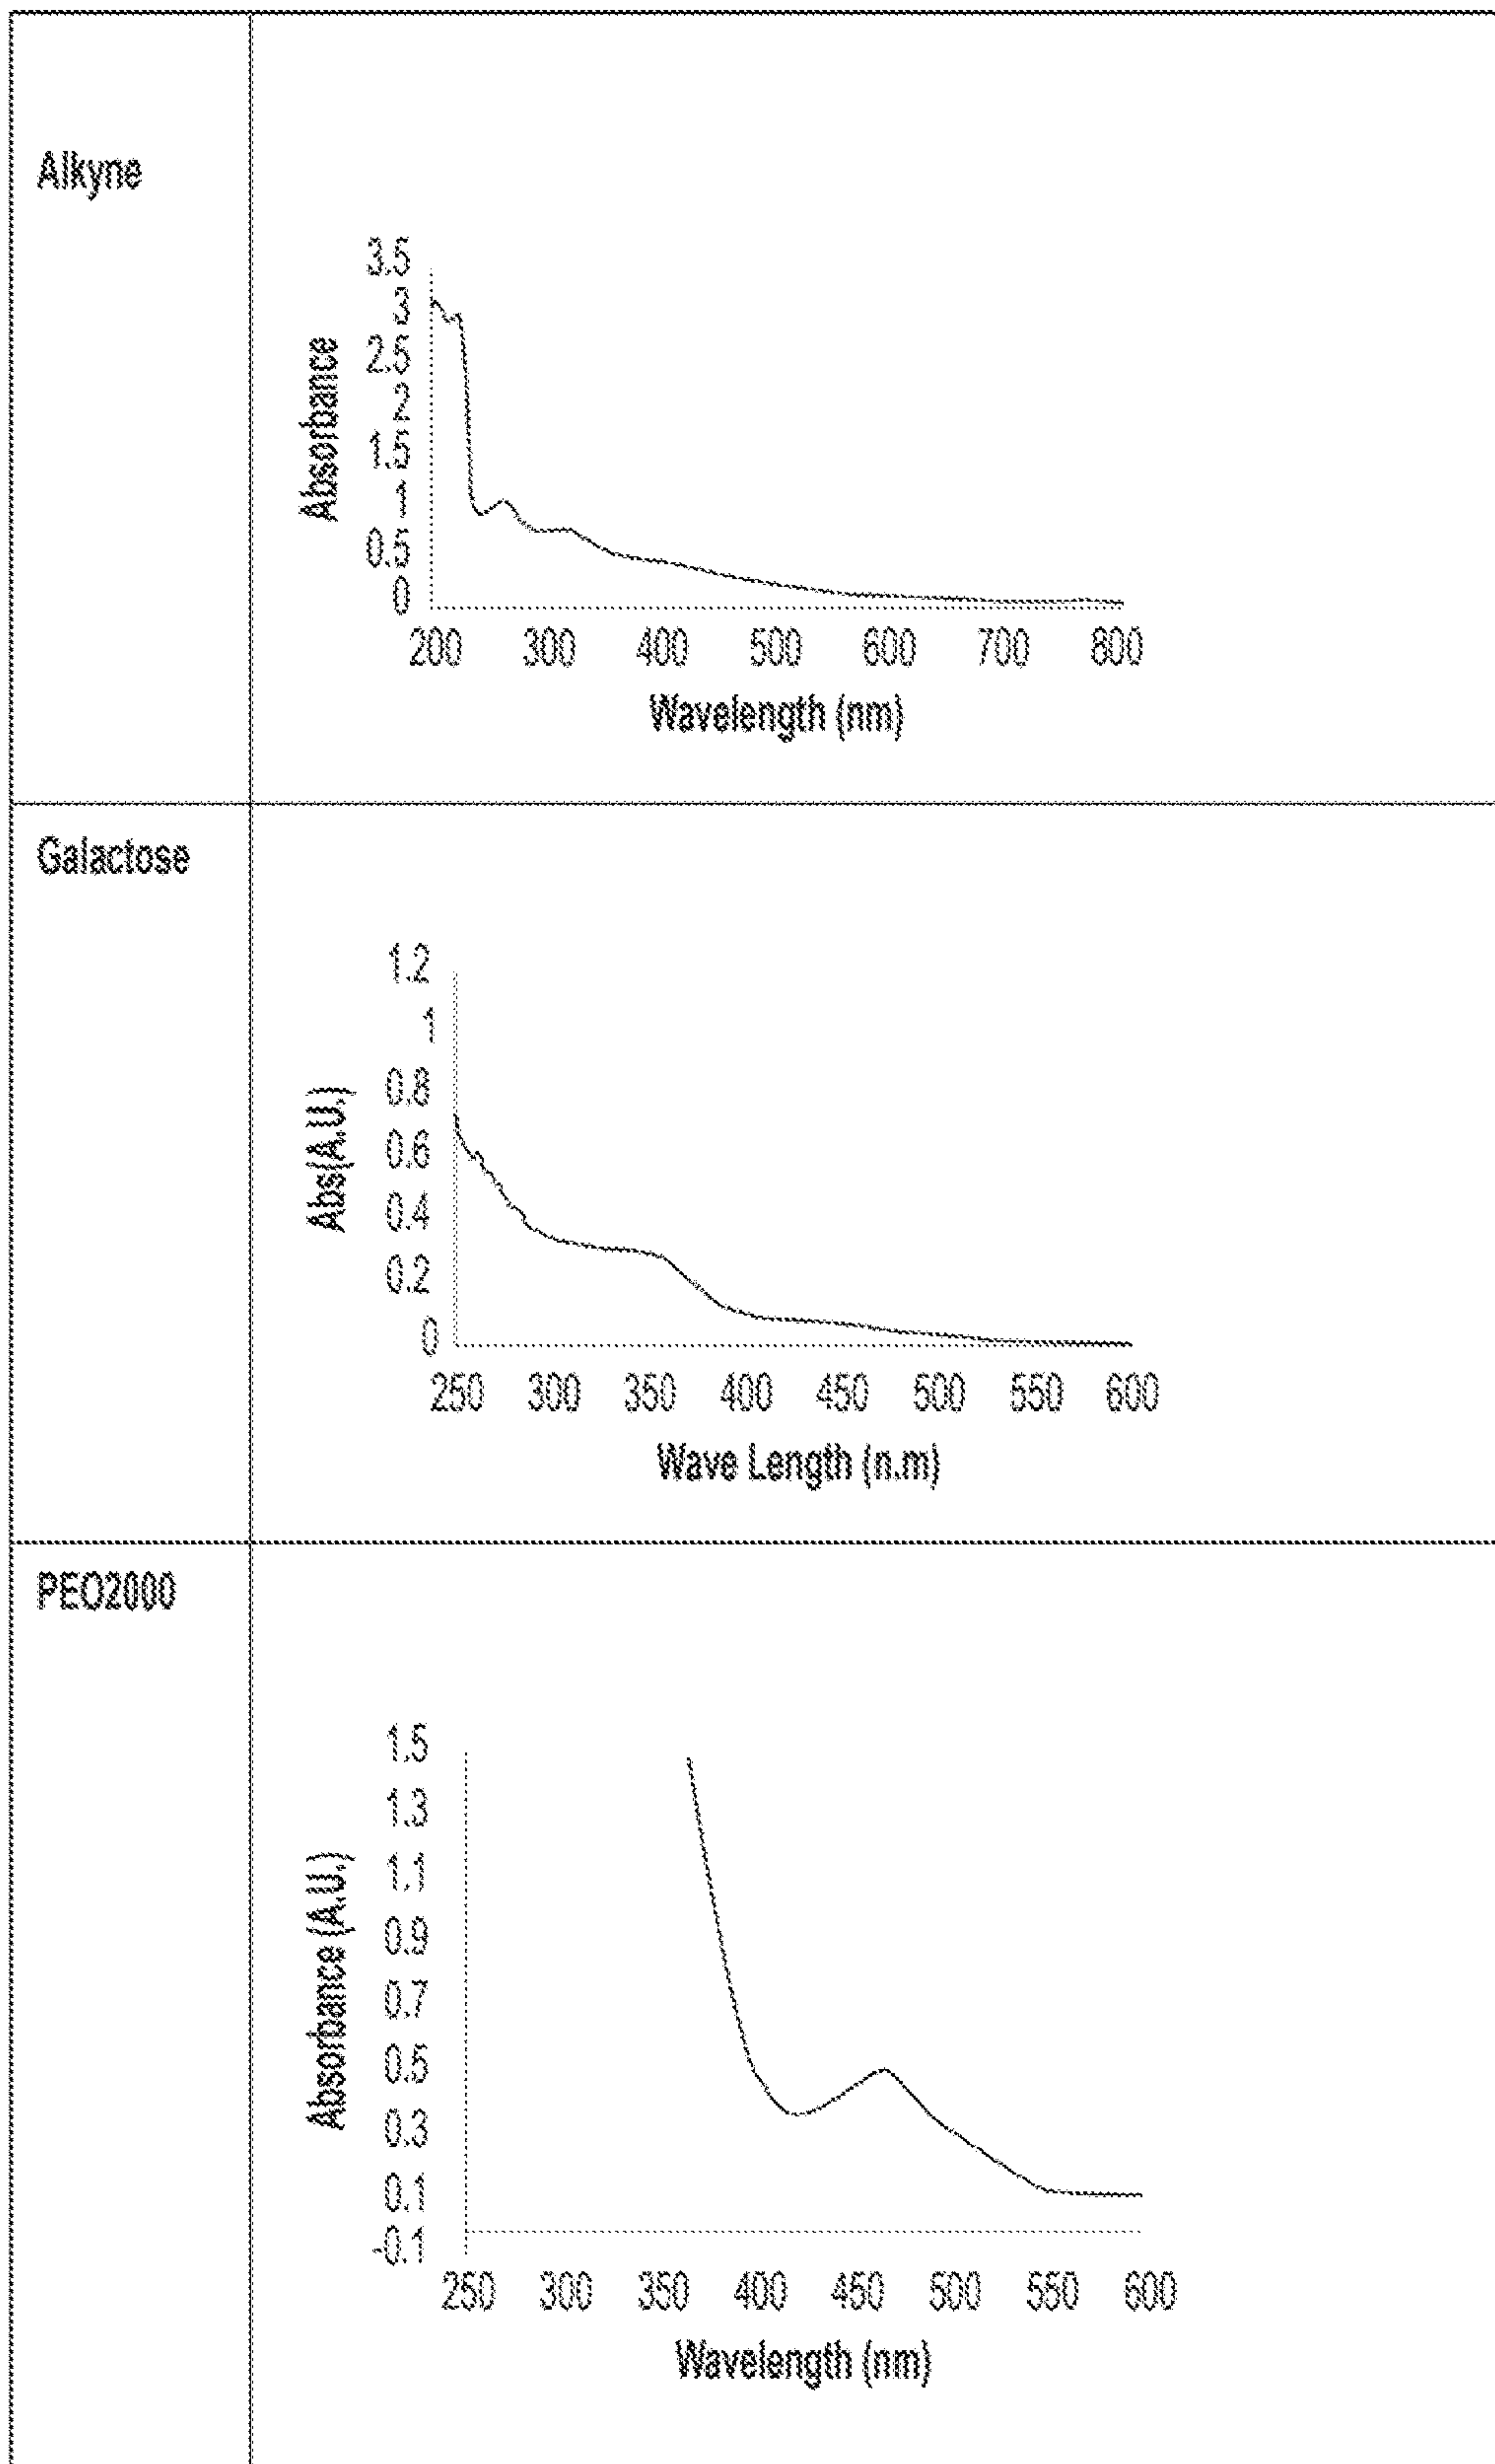 Alkyne
3.5
3
2.5
2
1.5
1
0.5
0
Absorbance
200 300 400 500 600 700 800
Wavelength (nm)
Galactose
1.2
1
0.8
0.6
0.4
0.2
0
Abs(A.U.)
250 300 350 400 450 500 550 600
Wave Length (n.m)
PEO2000
1.5
1.3
1.1
0.9
0.7
0.5
0.3
0.1
-0.1
Absorbance (A.U.)
250 300 350 400 450 500 550 600
Wavelength (nm)